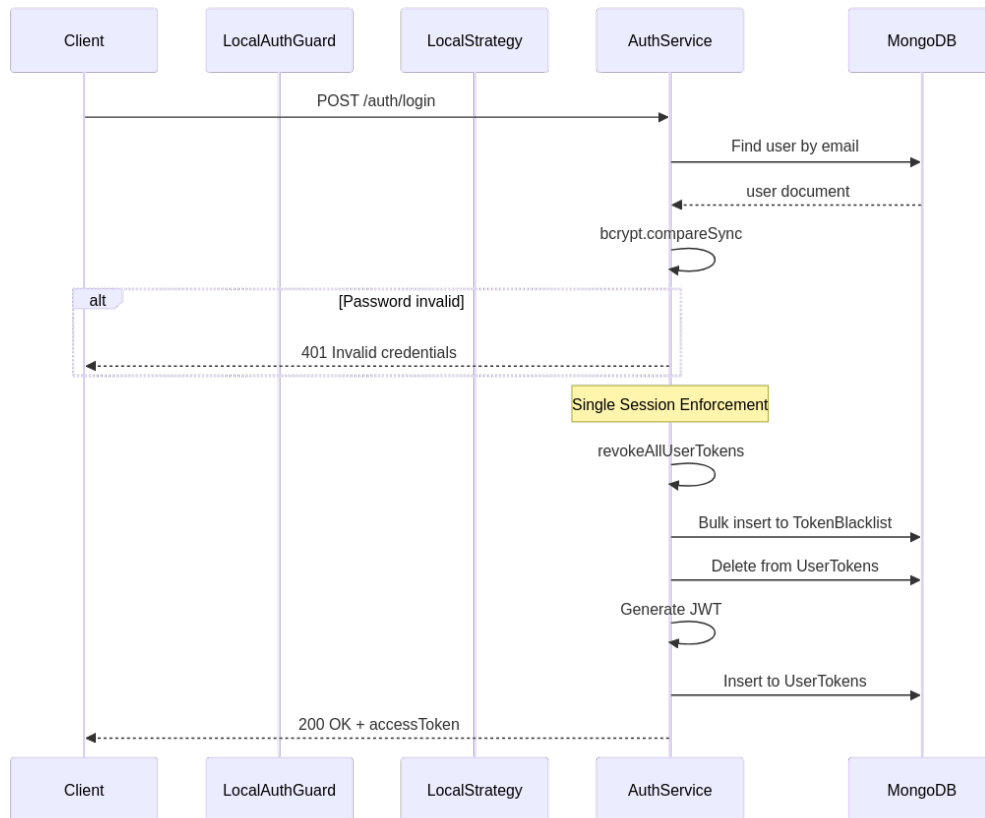 Client
LocalAuthGuard
LocalStrategy
AuthService
MongoDB
POST /auth/login
Find user by email
user document
bcrypt.compareSync
alt
[Password invalid]
401 Invalid credentials
Single Session Enforcement
revokeAllUserTokens
Bulk insert to TokenBlacklist
Delete from UserTokens
Generate JWT
Insert to UserTokens
200 OK + accessToken
Client
LocalAuthGuard
LocalStrategy
AuthService
MongoDB